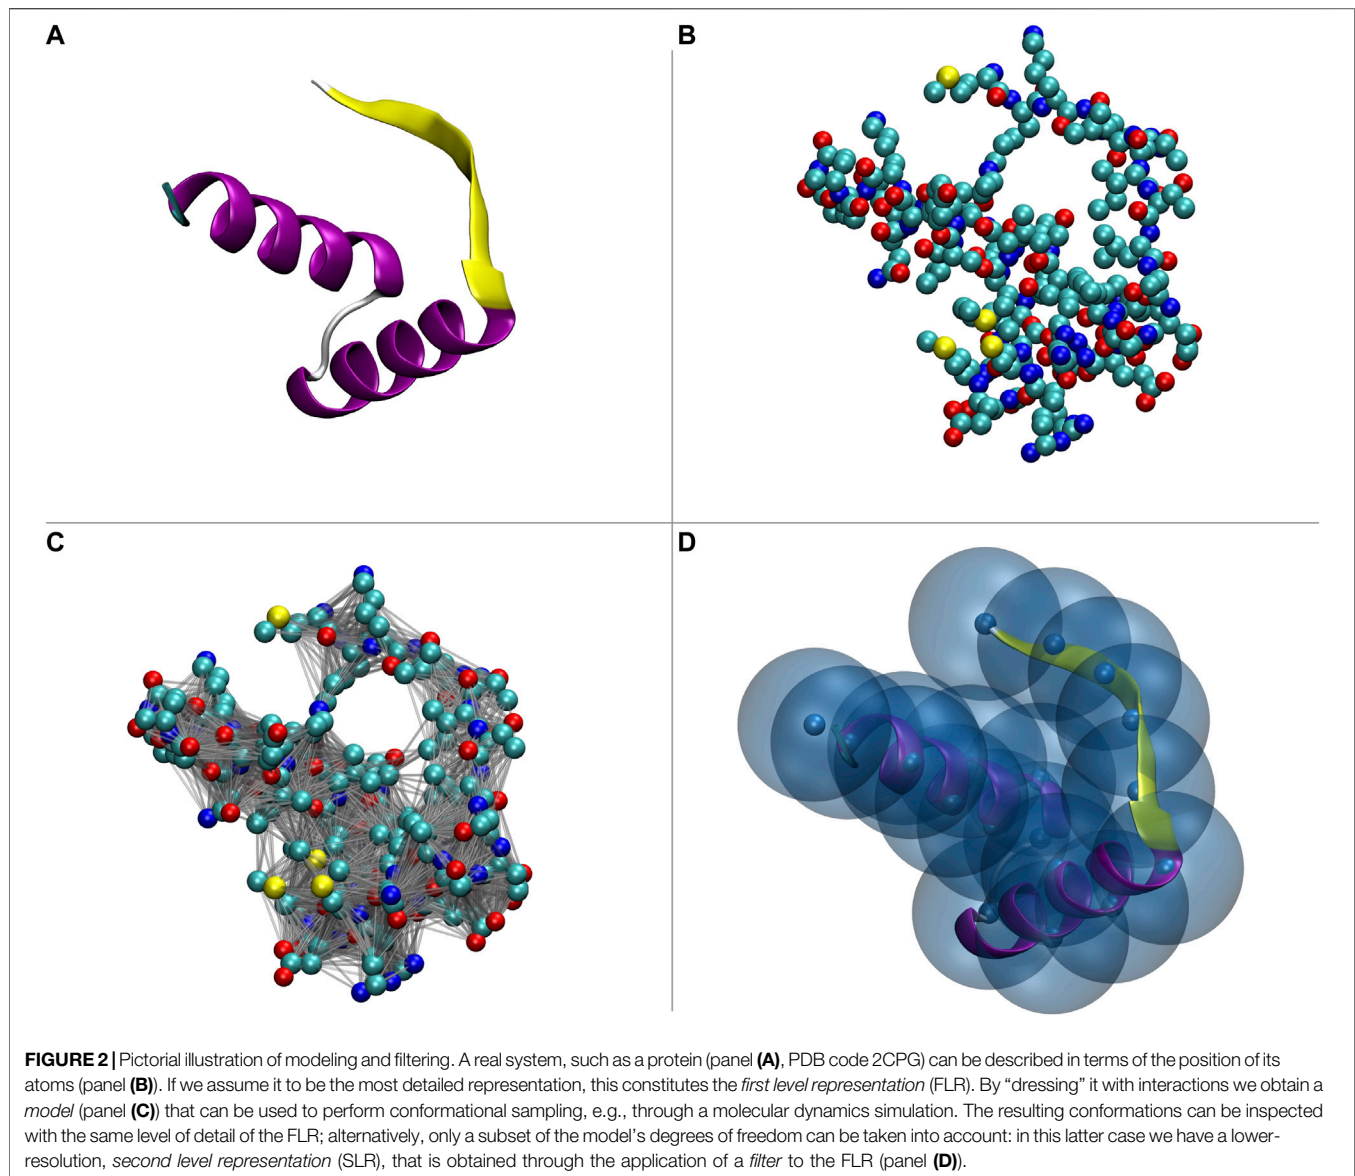 A
B
C
D
FIGURE 2 | Pictorial illustration of modeling and filtering. A real system, such as a protein (panel (A), PDB code 2CPG) can be described in terms of the position of its
atoms (panel (B)). If we assume it to be the most detailed representation, this constitutes the first level representation (FLR). By “dressing” it with interactions we obtain a
model (panel (C)) that can be used to perform conformational sampling, e.g., through a molecular dynamics simulation. The resulting conformations can be inspected
with the same level of detail of the FLR; alternatively, only a subset of the model’s degrees of freedom can be taken into account: in this latter case we have a lower-
resolution, second level representation (SLR), that is obtained through the application of a filter to the FLR (panel (D)).